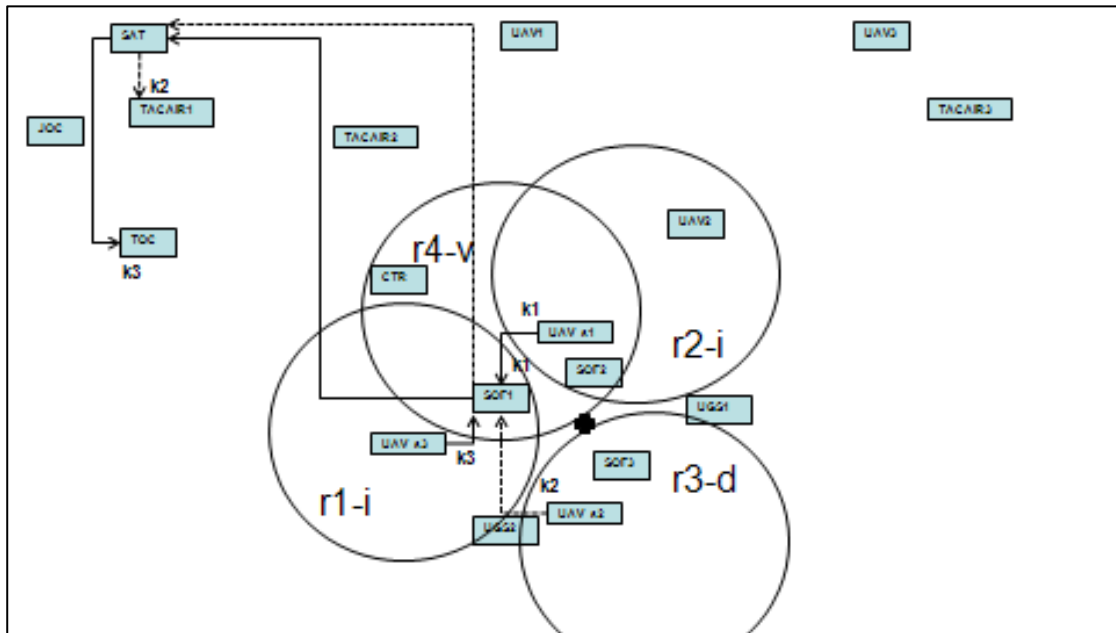 SAT
UAV1
UAV3
k2
TACAIR1
TACAIR3
JOC
TACAIR2
UAV2
TOC
r4-v
k3
CTR
k1
UAV a1
r2-i
k1
SOF2
SOF1
UGS1
UAV a3
k3
SOF3
r3-d
k2
r1-i
UAV a2
UGS2